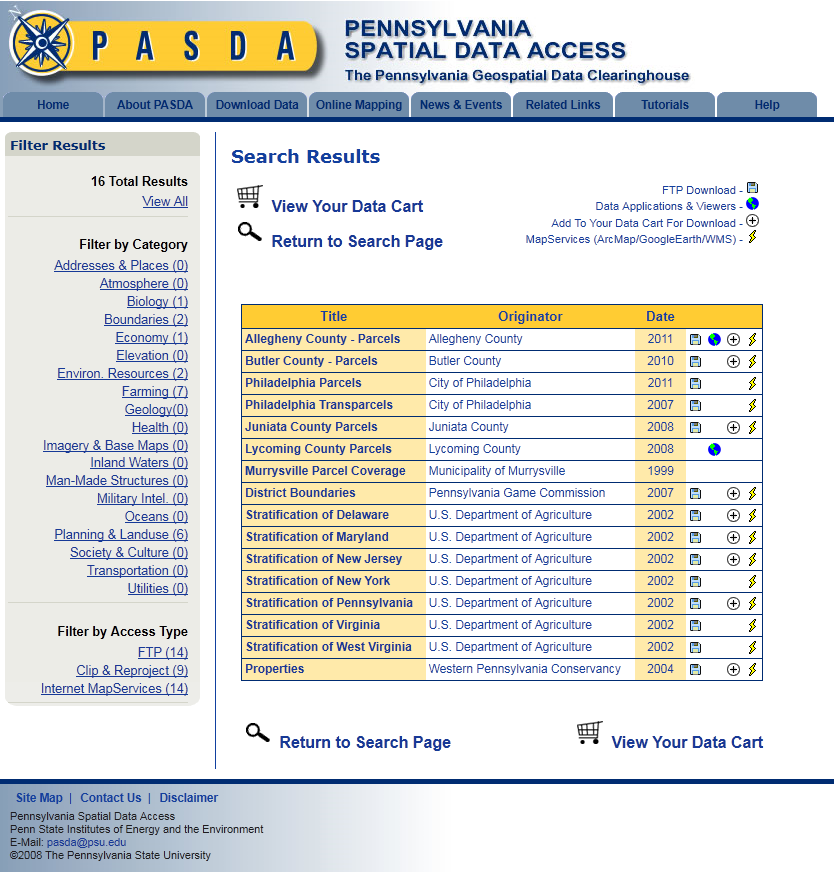 PASDA
PENNSYLVANIA
SPATIAL DATA ACCESS
The Pennsylvania Geospatial Data Clearinghouse
Home About PASDA Download Data Online Mapping News & Events Related Links Tutorials Help
Filter Results
16 Total Results
View All
Filter by Category
Addresses & Places (0)
Atmosphere (0)
Biology (1)
Boundaries (2)
Economy (1)
Elevation (0)
Environ. Resources (2)
Farming (7)
Geology(0)
Health (0)
Imagery & Base Maps (0)
Inland Waters (0)
Man-Made Structures (0)
Military Intel. (0)
Oceans (0)
Planning & Landuse (6)
Society & Culture (0)
Transportation (0)
Utilities (0)
Filter by Access Type
FTP (14)
Clip & Reproject (9)
Internet MapServices (14)
Search Results
View Your Data Cart
Return to Search Page
FTP Download -
Data Applications & Viewers -
Add To Your Data Cart For Download -
MapServices (ArcMap/GoogleEarth/WMS) -
Title Originator Date
Allegheny County - Parcels Allegheny County 2011
Butler County - Parcels Butler County 2010
Philadelphia Parcels City of Philadelphia 2011
Philadelphia Transparcels City of Philadelphia 2007
Juniata County Parcels Juniata County 2008
Lycoming County Parcels Lycoming County 2008
Murrysville Parcel Coverage Municipality of Murrysville 1999
District Boundaries Pennsylvania Game Commission 2007
Stratification of Delaware U.S. Department of Agriculture 2002
Stratification of Maryland U.S. Department of Agriculture 2002
Stratification of New Jersey U.S. Department of Agriculture 2002
Stratification of New York U.S. Department of Agriculture 2002
Stratification of Pennsylvania U.S. Department of Agriculture 2002
Stratification of Virginia U.S. Department of Agriculture 2002
Stratification of West Virginia U.S. Department of Agriculture 2002
Properties Western Pennsylvania Conservancy 2004
Return to Search Page View Your Data Cart
Site Map | Contact Us | Disclaimer
Pennsylvania Spatial Data Access
Penn State Institutes of Energy and the Environment
E-Mail: pasda@psu.edu
©2008 The Pennsylvania State University